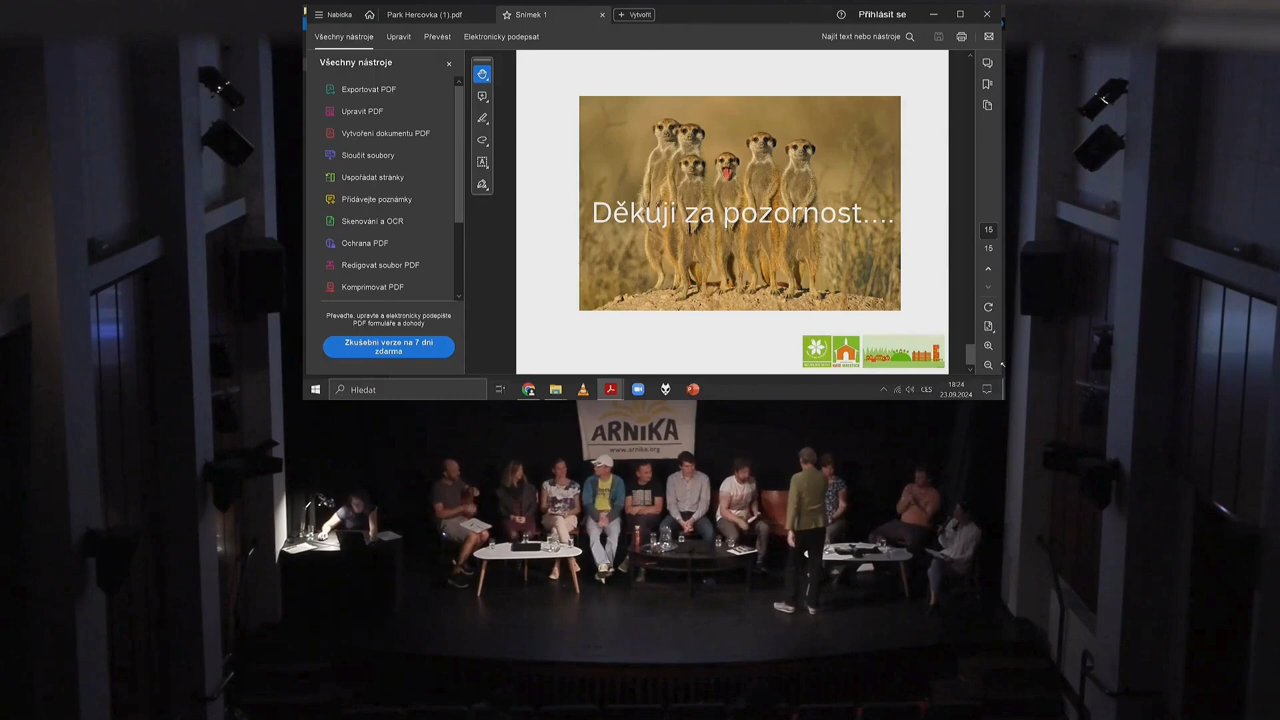 Nabídka
Park Hercovka (1).pdf
Snímek 1
Vytvořit
Přihlásit se
Všechny nástroje
Upravit
Převést
Elektronicky podepsat
Najít text nebo nástroje
Všechny nástroje
Exportovat PDF
Upravit PDF
Vytvoření dokumentu PDF
Sloučit soubory
Uspořádat stránky
Přidávejte poznámky
Skenování a OCR
Ochrana PDF
Redigovat soubor PDF
Komprimovat PDF
Převeďte, upravte a elektronicky podepište
PDF formuláře a dohody
Zkušební verze na 7 dní
zdarma
Děkuji za pozornost....
15
15
Hledat
CES
18:24
23.09.2024
ARNIKA
www.arnika.org